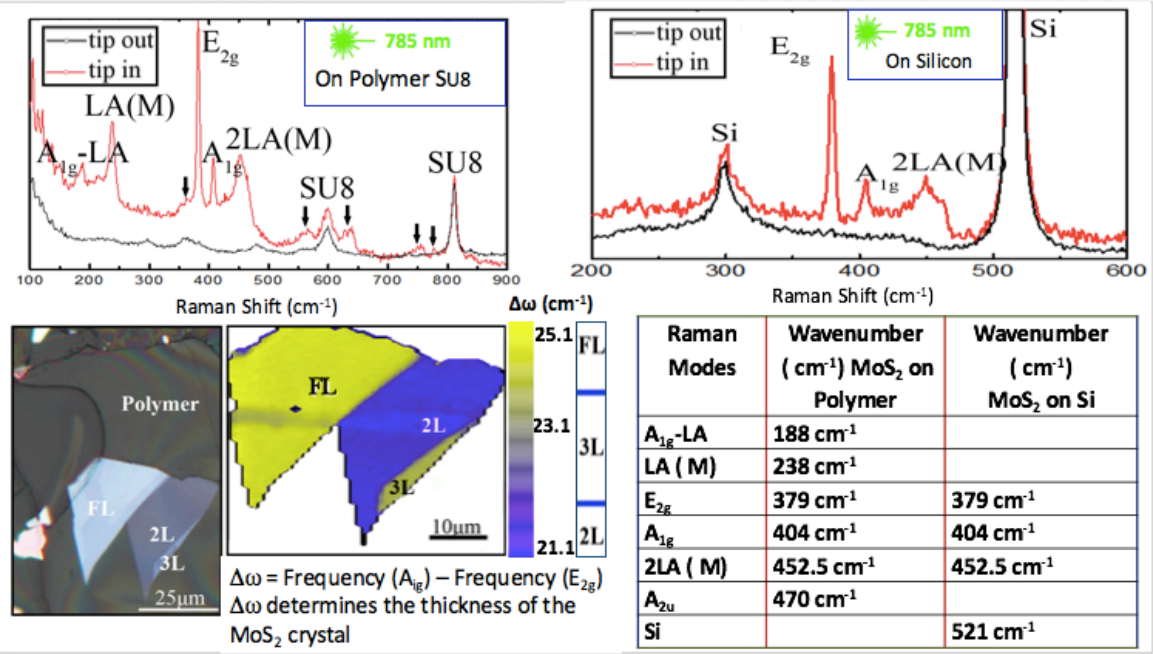 tip out
tip in
E2g
785 nm
On Polymer SU8
LA(M)
A1g-LA
A1g
2LA(M)
SU8
SU8
100 200 300 400 500 600 700 800 900
Raman Shift (cm-1)
tip out
tip in
E2g
785 nm
On Silicon
Si
Si
A1g
2LA(M)
200 300 400 500 600
Raman Shift (cm-1)
Polymer
FL
2L
3L
25μm
FL
2L
3L
10μm
Δω (cm-1)
25.1
23.1
21.1
FL
3L
2L
Δω = Frequency (Aig) – Frequency (E2g)
Δω determines the thickness of the
MoS2 crystal
Raman Modes | Wavenumber ( cm-1) MoS2 on Polymer | Wavenumber ( cm-1) MoS2 on Si
A1g-LA | 188 cm-1
LA ( M) | 238 cm-1
E2g | 379 cm-1 | 379 cm-1
A1g | 404 cm-1 | 404 cm-1
2LA ( M) | 452.5 cm-1 | 452.5 cm-1
A2u | 470 cm-1
Si | | 521 cm-1